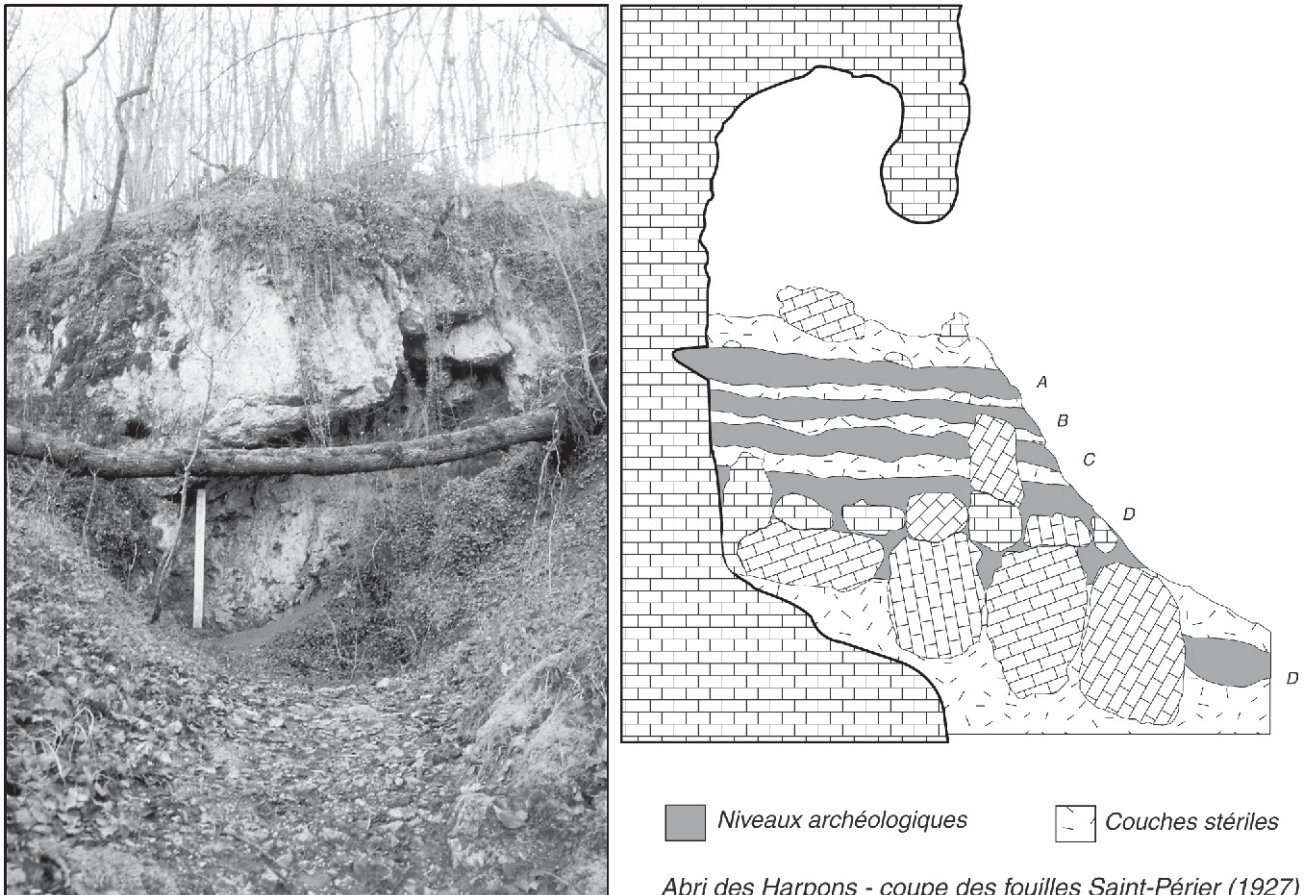 A
B
C
D
D
Niveaux archéologiques
Couches stériles
Abri des Harpons - coupe des fouilles Saint-Périer (1927)